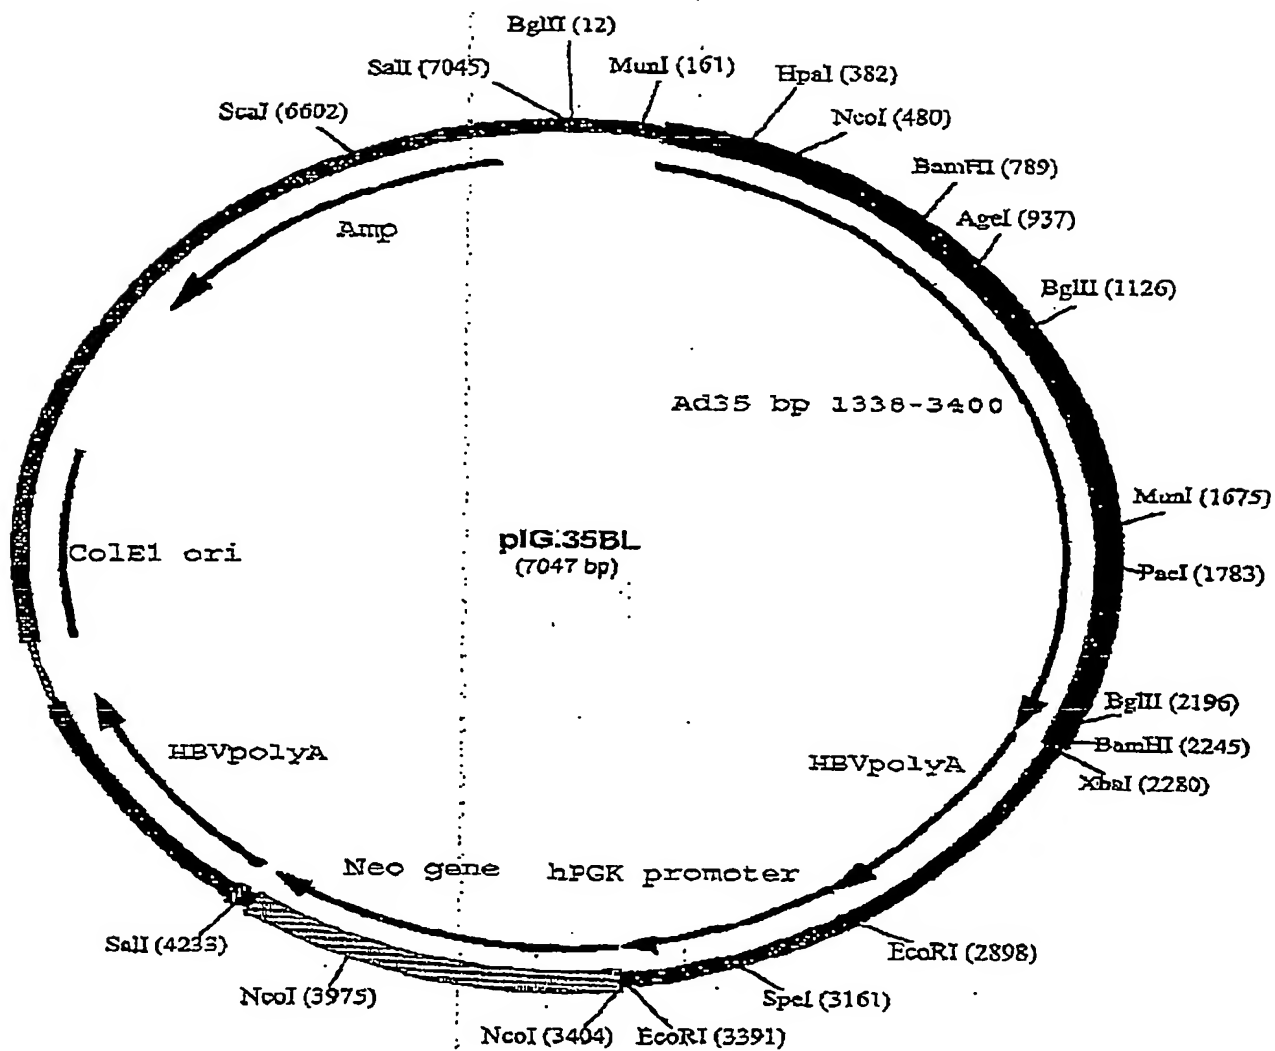 BglII (12)
SalI (7045)
MunI (161)
HpaI (382)
ScaI (6602)
NcoI (480)
BamHI (789)
Amp
AgeI (937)
BglII (1126)
Ad35 bp 1338-3400
MunI (1675)
pIG.35BL
(7047 bp)
ColE1 ori
PacI (1783)
BglII (2196)
HBVpolyA
HBVpolyA
BamHI (2245)
XbaI (2280)
Neo gene
hPGK promoter
SalI (4233)
EcoRI (2898)
NcoI (3975)
SpeI (3161)
NcoI (3404)
EcoRI (3391)